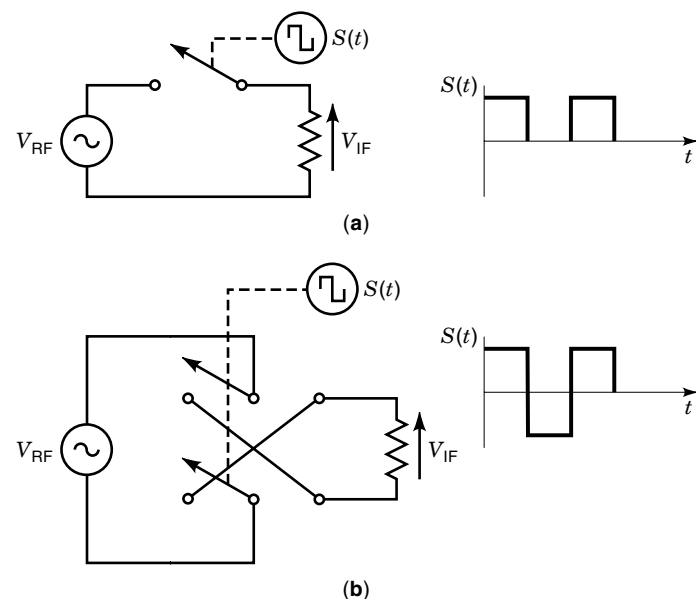 S(t)
S(t)
V_RF
V_IF
t
(a)
S(t)
S(t)
V_RF
V_IF
t
(b)